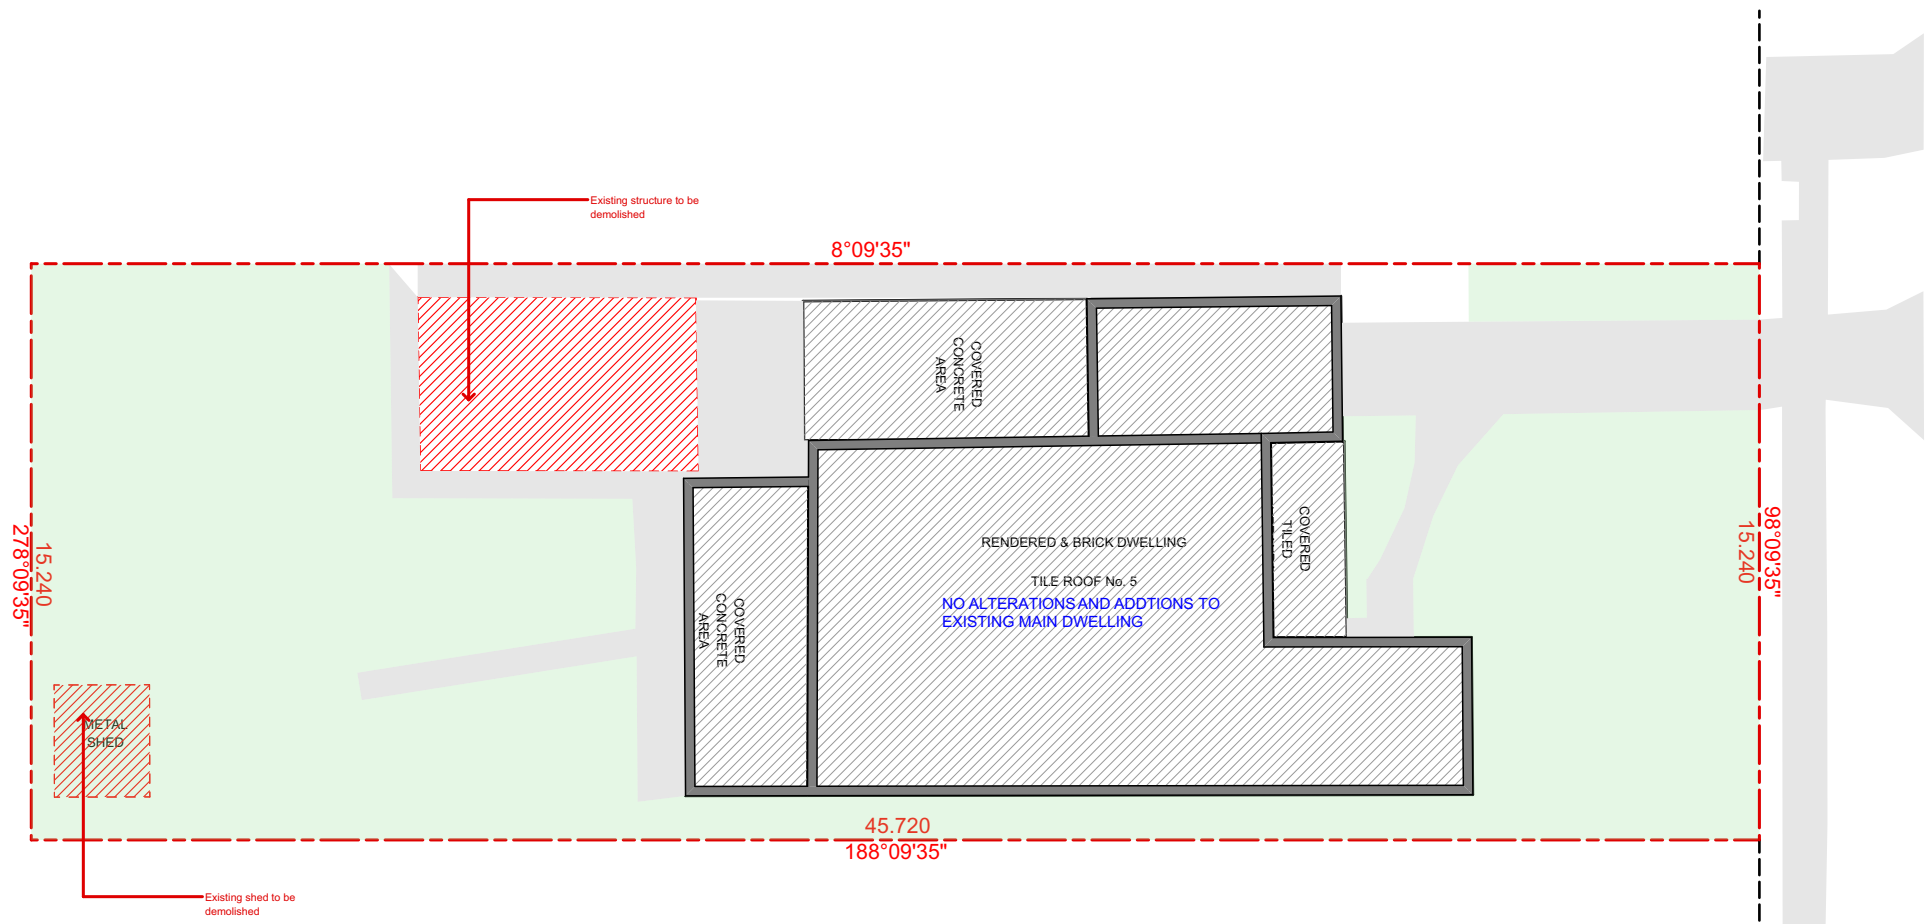 Existing structure to be
demolished
8°09'35"
COVERED
CONCRETE
AREA
COVERED
TILED
RENDERED & BRICK DWELLING
TILE ROOF No. 5
NO ALTERATIONS AND ADDTIONS TO
EXISTING MAIN DWELLING
COVERED
CONCRETE
AREA
15.240
278°09'35"
98°09'35"
15.240
METAL
SHED
45.720
188°09'35"
Existing shed to be
demolished